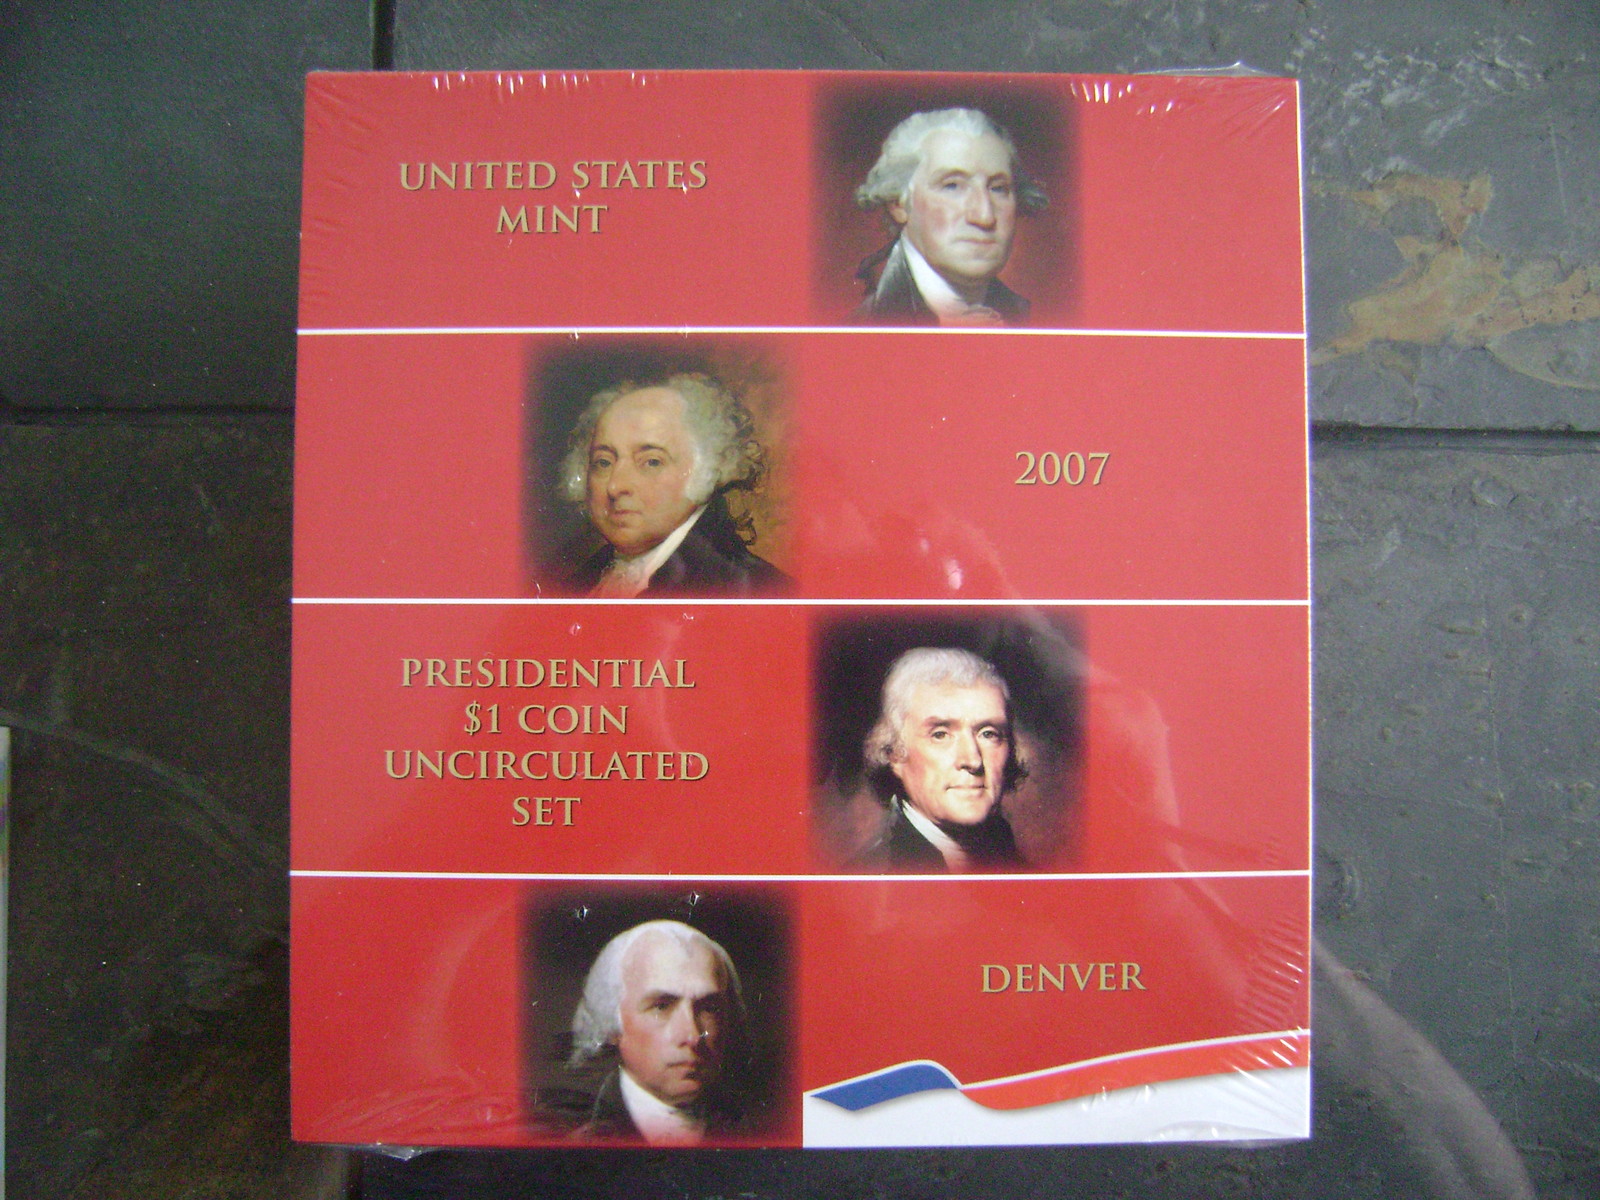 UNITED STATES
MINT
2007
PRESIDENTIAL
$1 COIN
UNCIRCULATED
SET
DENVER